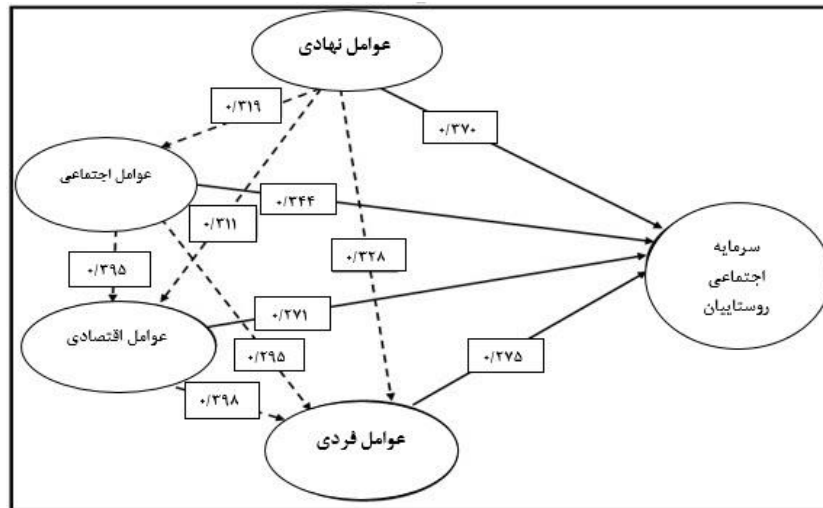 عوامل نهادی
۰/۳۱۹
۰/۳۷۰
عوامل اجتماعی
۰/۳۴۴
۰/۳۱۱
۰/۳۲۸
سرمایه
اجتماعی
روستاییان
۰/۳۹۵
۰/۲۷۱
عوامل اقتصادی
۰/۲۹۵
۰/۲۷۵
۰/۳۹۸
عوامل فردی